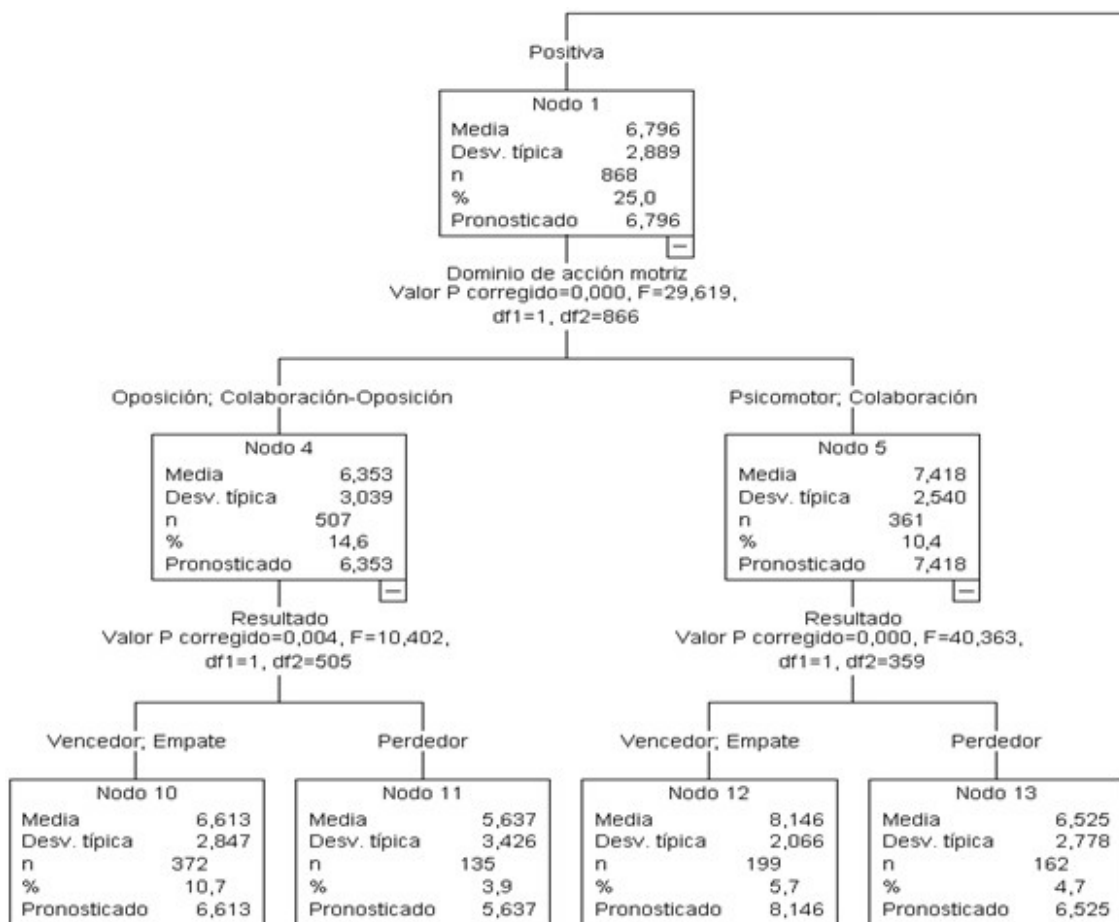 Positiva
Nodo 1
Media 6,796
Desv. típica 2,889
n 868
% 25,0
Pronosticado 6,796
Dominio de acción motriz
Valor P corregido=0,000, F=29,619,
df1=1, df2=866
Oposición; Colaboración-Oposición
Psicomotor; Colaboración
Nodo 4
Media 6,353
Desv. típica 3,039
n 507
% 14,6
Pronosticado 6,353
Nodo 5
Media 7,418
Desv. típica 2,540
n 361
% 10,4
Pronosticado 7,418
Resultado
Valor P corregido=0,004, F=10,402,
df1=1, df2=505
Resultado
Valor P corregido=0,000, F=40,363,
df1=1, df2=359
Vencedor; Empate
Perdedor
Vencedor; Empate
Perdedor
Nodo 10
Media 6,613
Desv. típica 2,847
n 372
% 10,7
Pronosticado 6,613
Nodo 11
Media 5,637
Desv. típica 3,426
n 135
% 3,9
Pronosticado 5,637
Nodo 12
Media 8,146
Desv. típica 2,066
n 199
% 5,7
Pronosticado 8,146
Nodo 13
Media 6,525
Desv. típica 2,778
n 162
% 4,7
Pronosticado 6,525